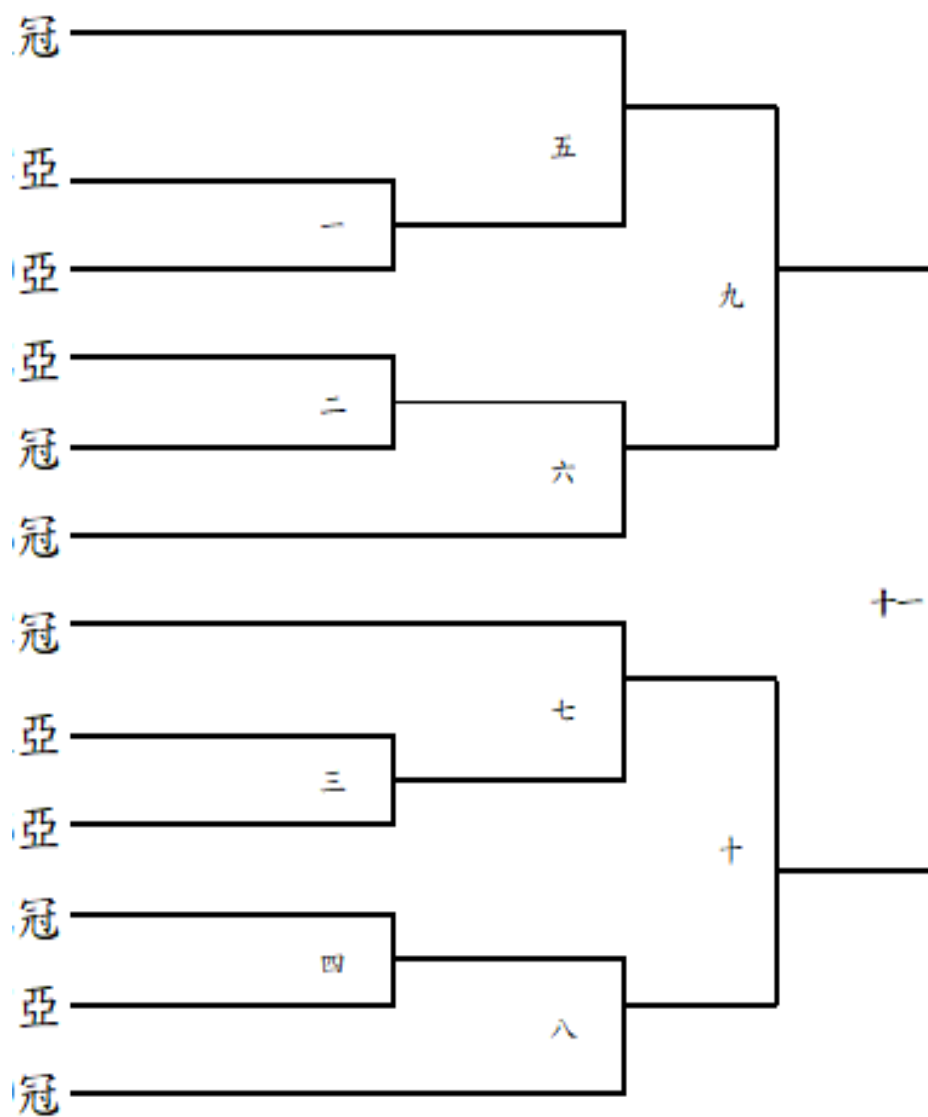 冠
五
亞
一
亞
九
亞
二
冠
六
冠
十一
冠
七
亞
三
亞
十
冠
四
亞
八
冠